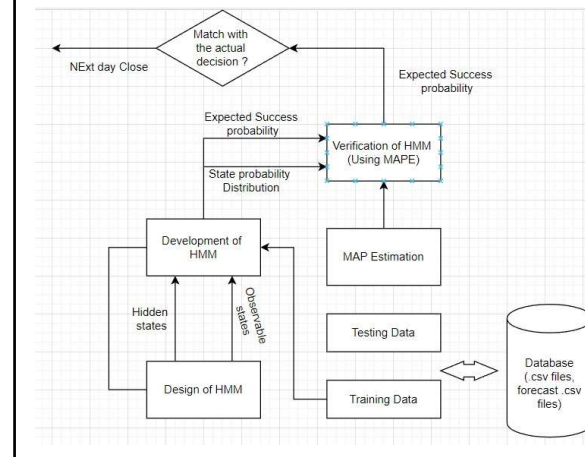 Match with
the actual
decision ?
NExt day Close
Expected Success
probability
Expected Success
probability
Verification of HMM
(Using MAPE)
State probability
Distribution
Development of
HMM
MAP Estimation
Hidden
states
Observable
states
Testing Data
Database
(.csv files,
forecast .csv
files)
Design of HMM
Training Data